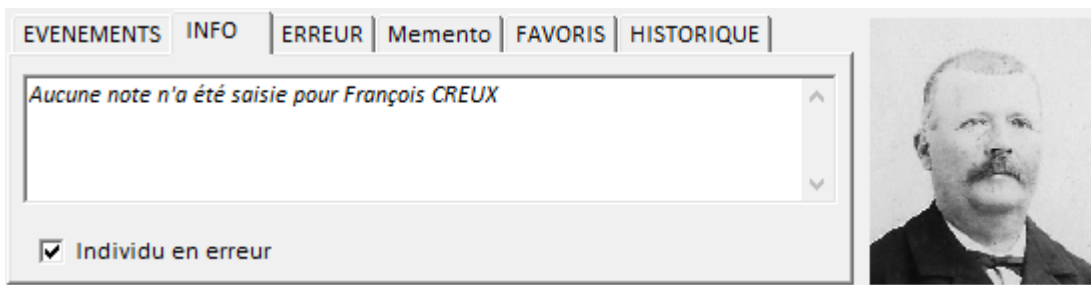 EVENEMENTS INFO ERREUR Memento FAVORIS HISTORIQUE
Aucune note n'a été saisie pour François CREUX
Individu en erreur